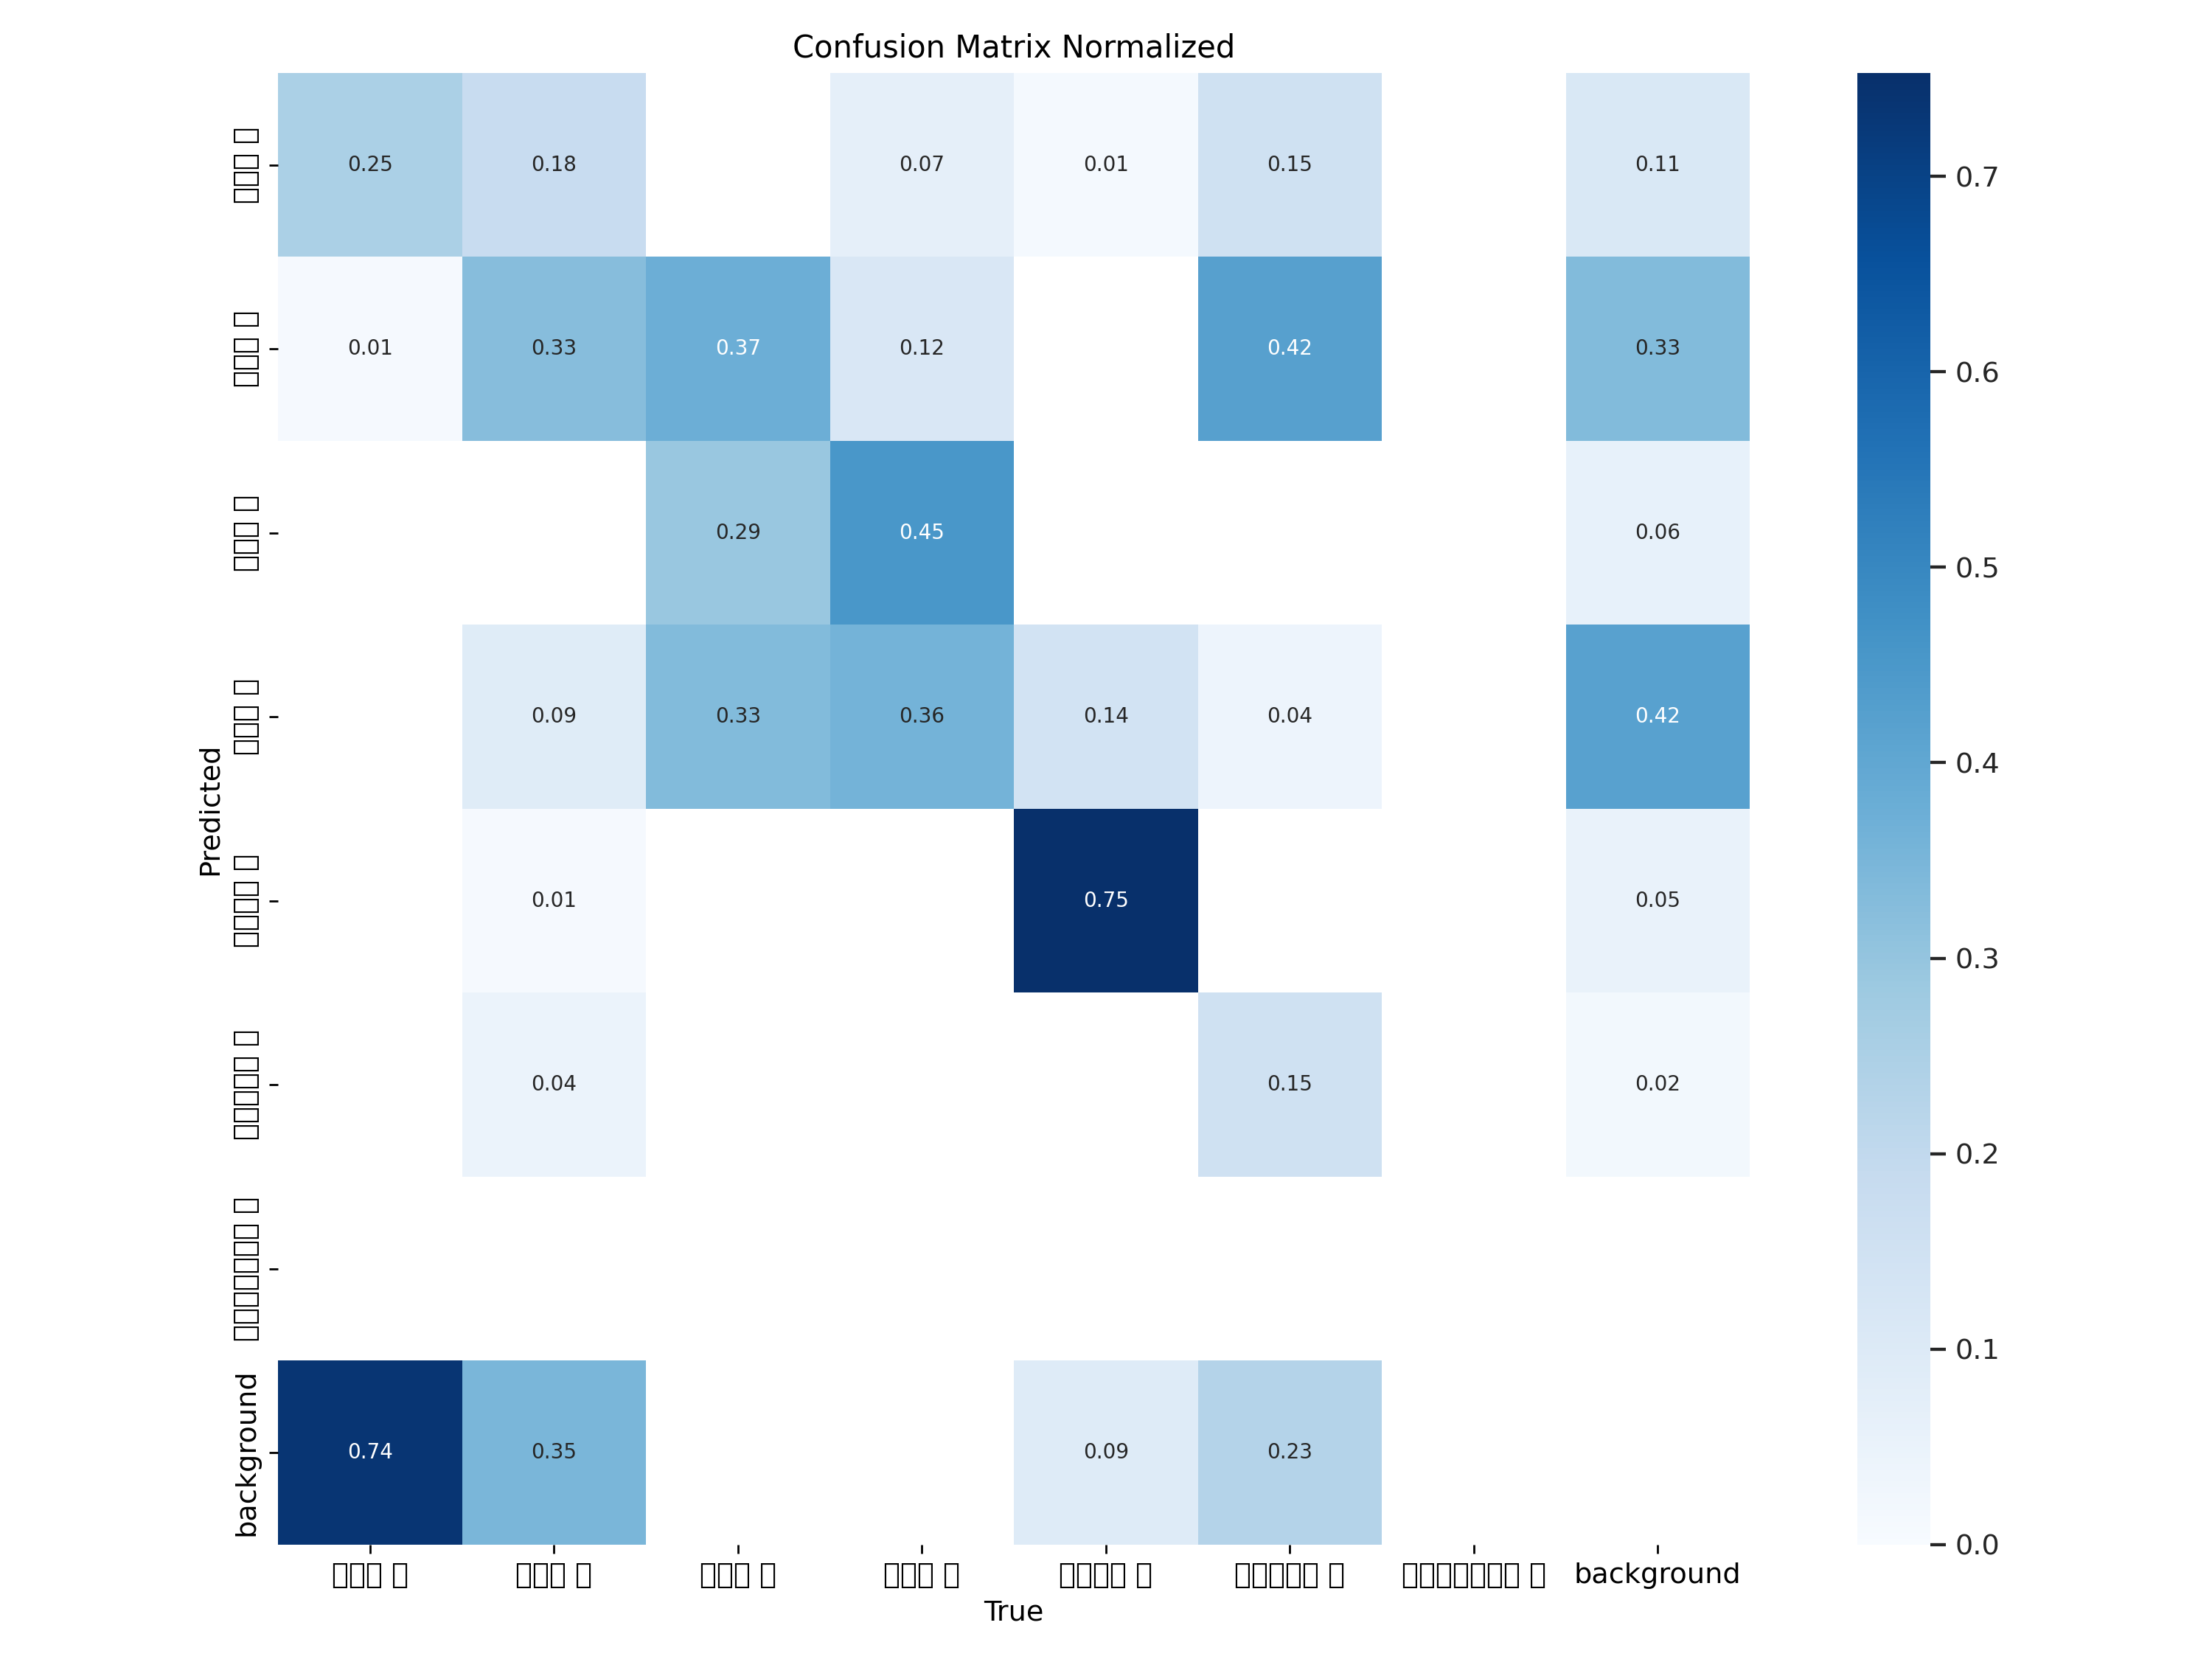 Confusion Matrix Normalized
0.25 0.18 0.07 0.01 0.15 0.11
0.01 0.33 0.37 0.12 0.42 0.33
0.29 0.45 0.06
0.09 0.33 0.36 0.14 0.04 0.42
0.01 0.75 0.05
0.04 0.15 0.02
background 0.74 0.35 0.09 0.23
background
Predicted
True
0.7
0.6
0.5
0.4
0.3
0.2
0.1
0.0